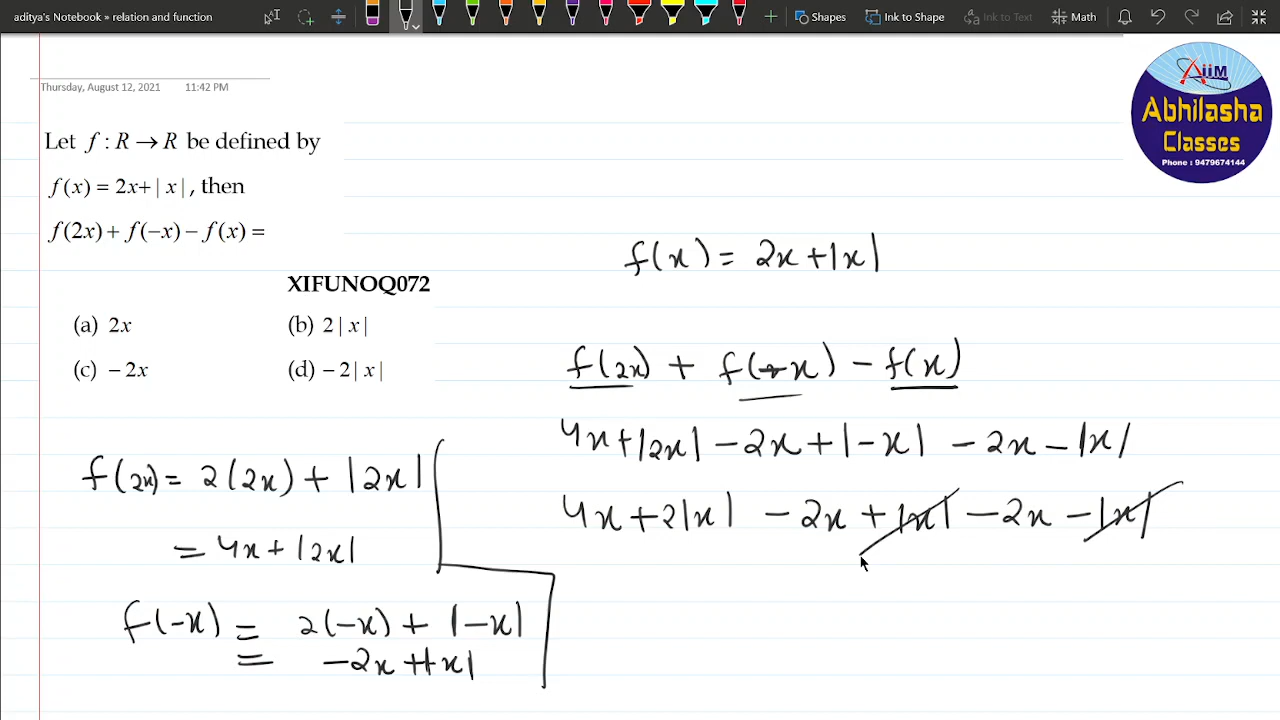 aditya's Notebook » relation and function
Shapes
Ink to Shape
Ink to Text
Math
Thursday, August 12, 2021 11:42 PM
AIIM
Abhilasha
Classes
Phone : 9479674144
Let f : R → R be defined by
f(x) = 2x+ | x | , then
f(2x) + f(−x) − f(x) =
XIFUNOQ072
(a) 2x (b) 2 | x |
(c) − 2x (d) − 2 | x |
f(x) = 2x + |x|
f(2x) + f(-x) - f(x)
4x + |2x| - 2x + |-x| - 2x - |x|
4x + 2|x| - 2x + |x| - 2x - |x|
f(2x) = 2(2x) + |2x|
= 4x + |2x|
f(-x) = 2(-x) + |-x|
= -2x + |x|